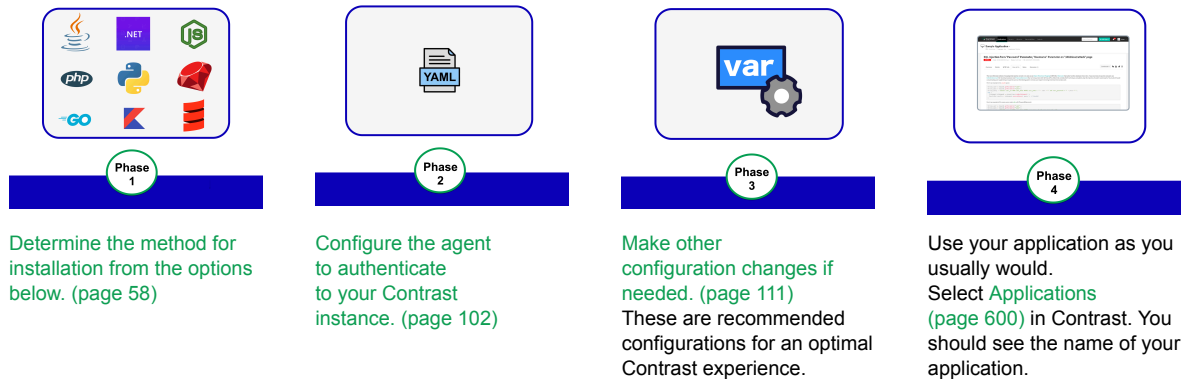 .NET
JS
php
GO
Phase
1
Determine the method for
installation from the options
below. (page 58)
YAML
Phase
2
Configure the agent
to authenticate
to your Contrast
instance. (page 102)
var
Phase
3
Make other
configuration changes if
needed. (page 111)
These are recommended
configurations for an optimal
Contrast experience.
Phase
4
Use your application as you
usually would.
Select Applications
(page 600) in Contrast. You
should see the name of your
application.